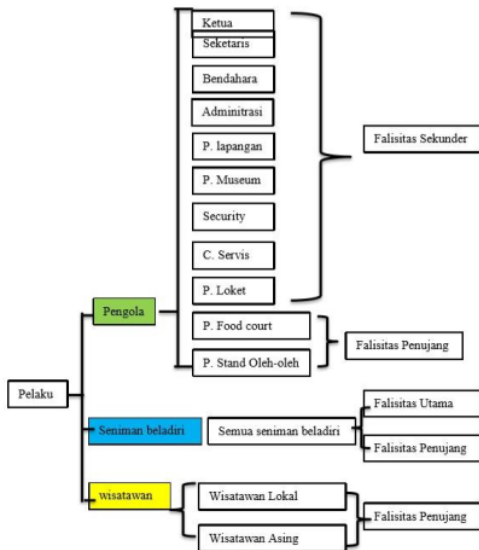 Ketua
Seketaris
Bendahara
Adminitrasi
P. lapangan
P. Museum
Security
C. Servis
P. Loket
Falisitas Sekunder
Pengola
P. Food court
P. Stand Oleh-oleh
Falisitas Penujang
Pelaku
Seniman beladiri
Semua seniman beladiri
Falisitas Utama
Falisitas Penujang
wisatawan
Wisatawan Lokal
Wisatawan Asing
Falisitas Penujang